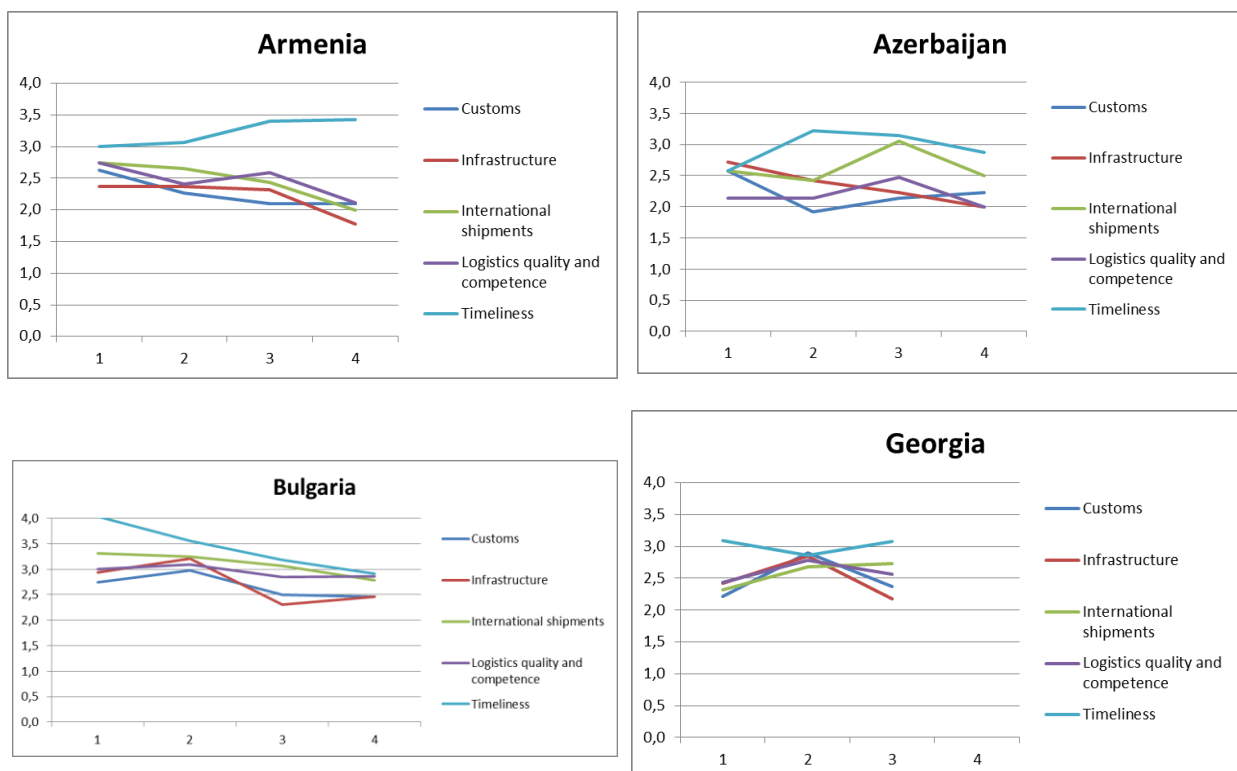 Armenia
4,0
3,5
3,0
2,5
2,0
1,5
1,0
0,5
0,0
1 2 3 4
Customs
Infrastructure
International
shipments
Logistics quality and
competence
Timeliness
Azerbaijan
4,0
3,5
3,0
2,5
2,0
1,5
1,0
0,5
0,0
1 2 3 4
Customs
Infrastructure
International
shipments
Logistics quality and
competence
Timeliness
Bulgaria
4,0
3,5
3,0
2,5
2,0
1,5
1,0
0,5
0,0
1 2 3 4
Customs
Infrastructure
International shipments
Logistics quality and
competence
Timeliness
Georgia
4,0
3,5
3,0
2,5
2,0
1,5
1,0
0,5
0,0
1 2 3 4
Customs
Infrastructure
International
shipments
Logistics quality and
competence
Timeliness